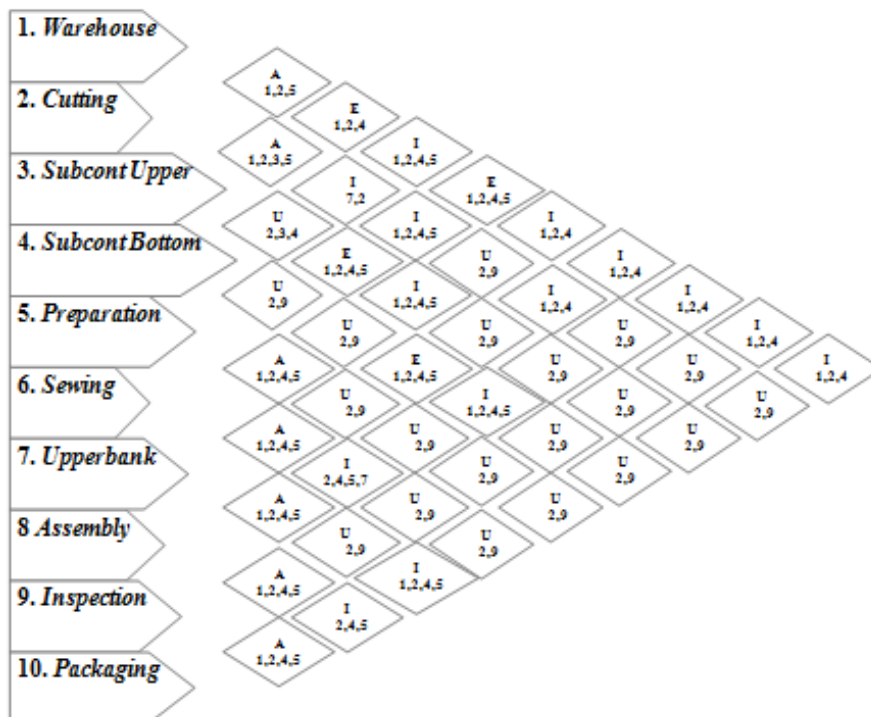 1. Warehouse
A
1,2,5
2. Cutting
E
1,2,4
A
1,2,3,5
I
1,2,4,5
3. Subcont Upper
I
7,2
E
1,2,4,5
U
2,3,4
I
1,2,4,5
I
1,2,4
4. Subcont Bottom
E
1,2,4,5
U
2,9
I
1,2,4
U
2,9
I
1,2,4,5
I
1,2,4
I
1,2,4
5. Preparation
U
2,9
U
2,9
U
2,9
I
1,2,4
A
1,2,4,5
E
1,2,4,5
U
2,9
U
2,9
I
1,2,4
6. Sewing
U
2,9
I
1,2,4,5
U
2,9
U
2,9
A
1,2,4,5
U
2,9
U
2,9
U
2,9
7. Upperbank
I
2,4,5,7
U
2,9
U
2,9
A
1,2,4,5
U
2,9
U
2,9
8 Assembly
U
2,9
U
2,9
A
1,2,4,5
I
1,2,4,5
9. Inspection
I
2,4,5
A
1,2,4,5
10. Packaging